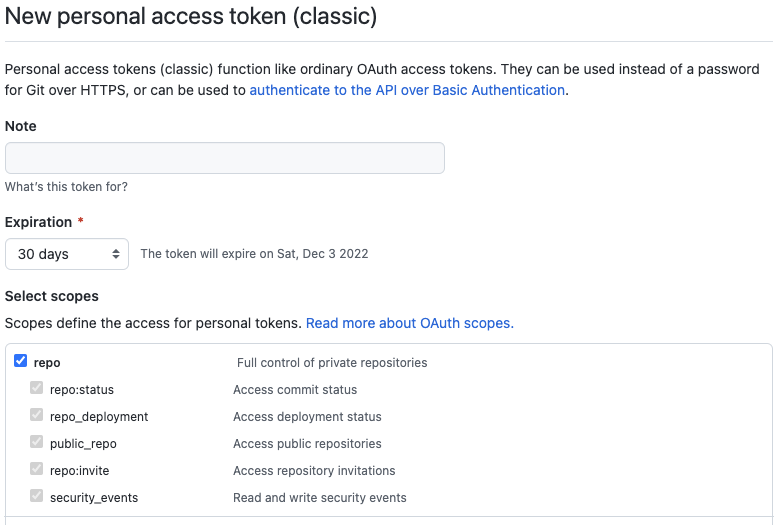 New personal access token (classic)
Personal access tokens (classic) function like ordinary OAuth access tokens. They can be used instead of a password
for Git over HTTPS, or can be used to authenticate to the API over Basic Authentication.
Note
What's this token for?
Expiration *
30 days The token will expire on Sat, Dec 3 2022
Select scopes
Scopes define the access for personal tokens. Read more about OAuth scopes.
repo Full control of private repositories
repo:status Access commit status
repo_deployment Access deployment status
public_repo Access public repositories
repo:invite Access repository invitations
security_events Read and write security events